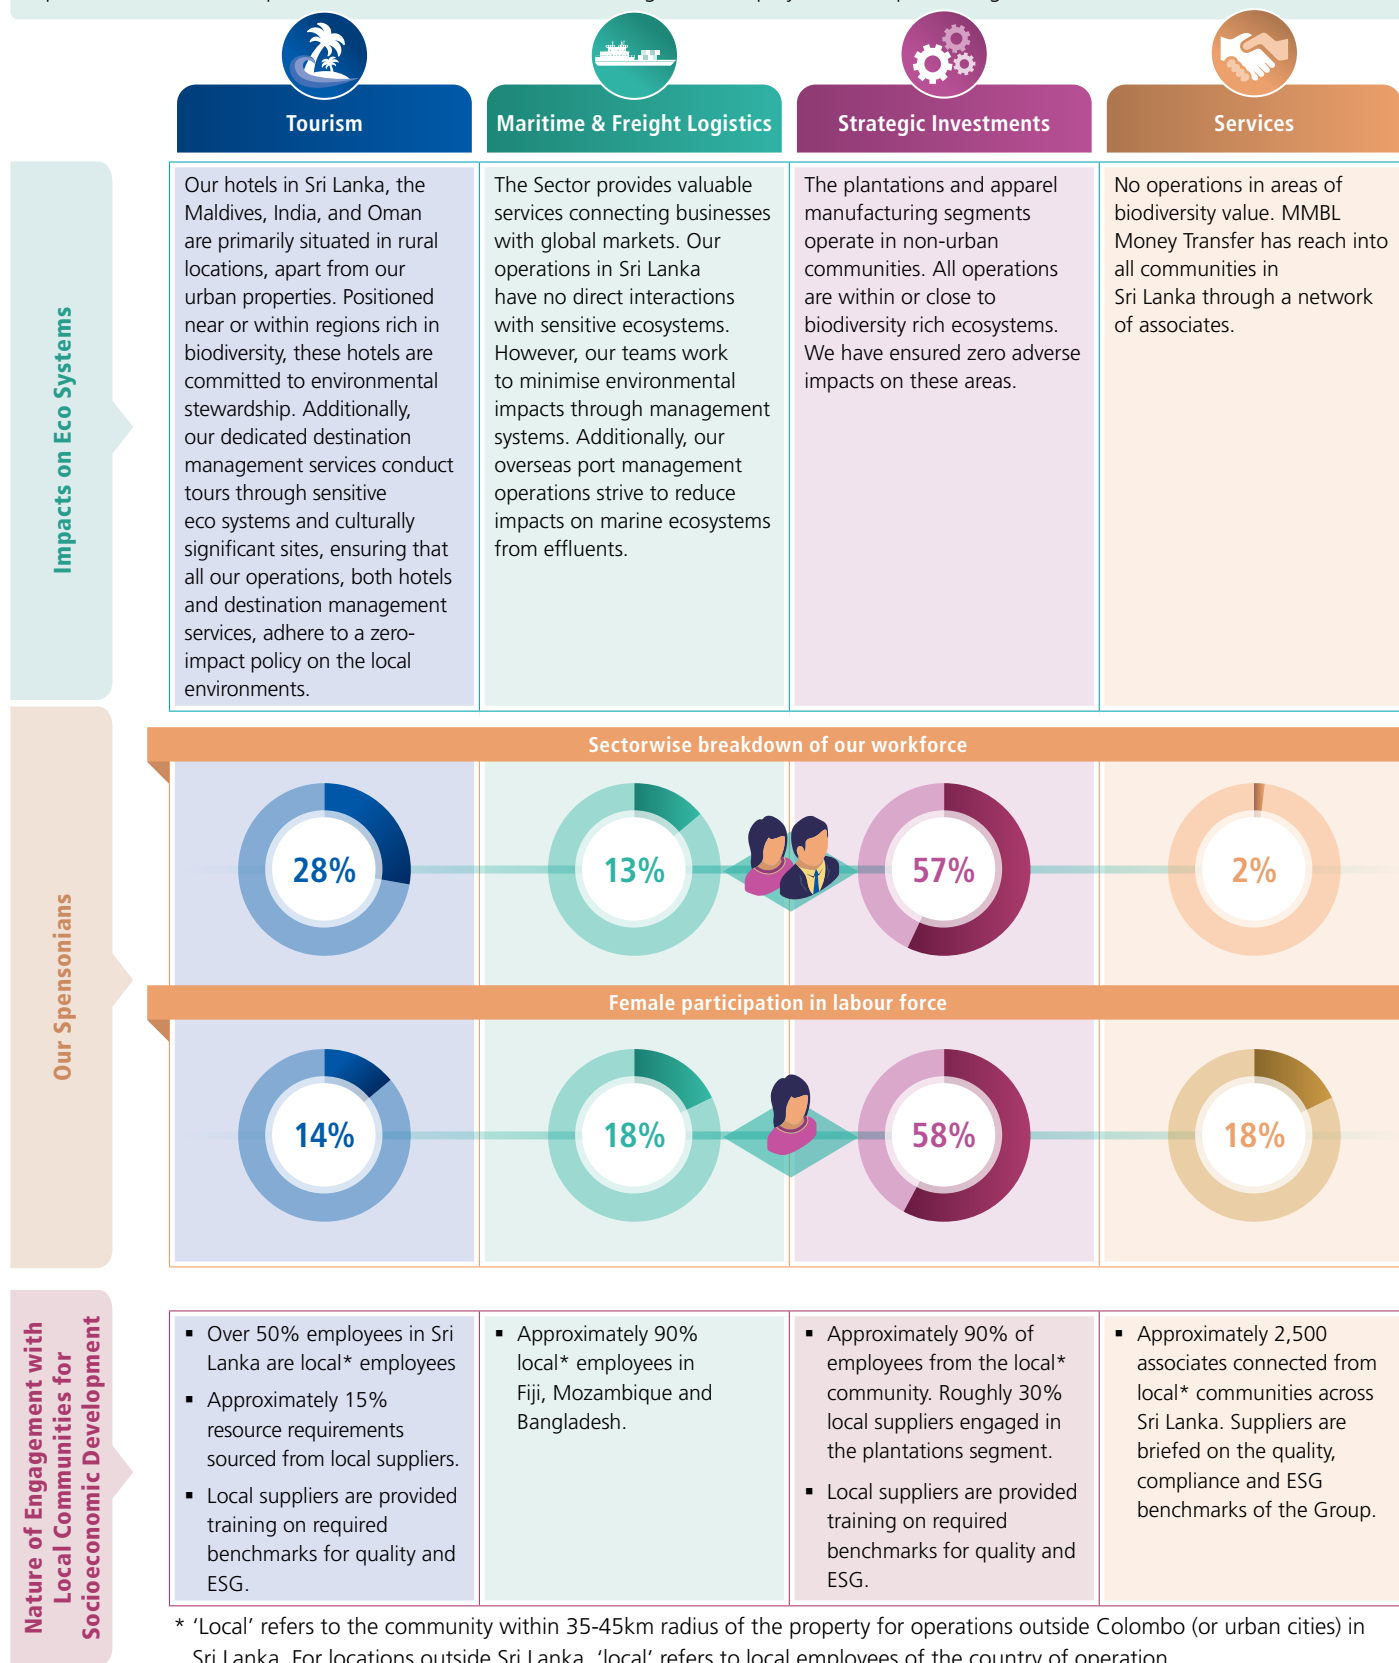 Tourism
Maritime & Freight Logistics
Strategic Investments
Services
Impacts on Eco Systems
Our hotels in Sri Lanka, the
Maldives, India, and Oman
are primarily situated in rural
locations, apart from our
urban properties. Positioned
near or within regions rich in
biodiversity, these hotels are
committed to environmental
stewardship. Additionally,
our dedicated destination
management services conduct
tours through sensitive
eco systems and culturally
significant sites, ensuring that
all our operations, both hotels
and destination management
services, adhere to a zero-
impact policy on the local
environments.
The Sector provides valuable
services connecting businesses
with global markets. Our
operations in Sri Lanka
have no direct interactions
with sensitive ecosystems.
However, our teams work
to minimise environmental
impacts through management
systems. Additionally, our
overseas port management
operations strive to reduce
impacts on marine ecosystems
from effluents.
The plantations and apparel
manufacturing segments
operate in non-urban
communities. All operations
are within or close to
biodiversity rich ecosystems.
We have ensured zero adverse
impacts on these areas.
No operations in areas of
biodiversity value. MMBL
Money Transfer has reach into
all communities in
Sri Lanka through a network
of associates.
Our Spensonians
Sectorwise breakdown of our workforce
28%
13%
57%
2%
Female participation in labour force
14%
18%
58%
18%
Nature of Engagement with
Local Communities for
Socioeconomic Development
▪ Over 50% employees in Sri
Lanka are local* employees
▪ Approximately 15%
resource requirements
sourced from local suppliers.
▪ Local suppliers are provided
training on required
benchmarks for quality and
ESG.
▪ Approximately 90%
local* employees in
Fiji, Mozambique and
Bangladesh.
▪ Approximately 90% of
employees from the local*
community. Roughly 30%
local suppliers engaged in
the plantations segment.
▪ Local suppliers are provided
training on required
benchmarks for quality and
ESG.
▪ Approximately 2,500
associates connected from
local* communities across
Sri Lanka. Suppliers are
briefed on the quality,
compliance and ESG
benchmarks of the Group.
* ‘Local’ refers to the community within 35-45km radius of the property for operations outside Colombo (or urban cities) in
Sri Lanka. For locations outside Sri Lanka, ‘local’ refers to local employees of the country of operation